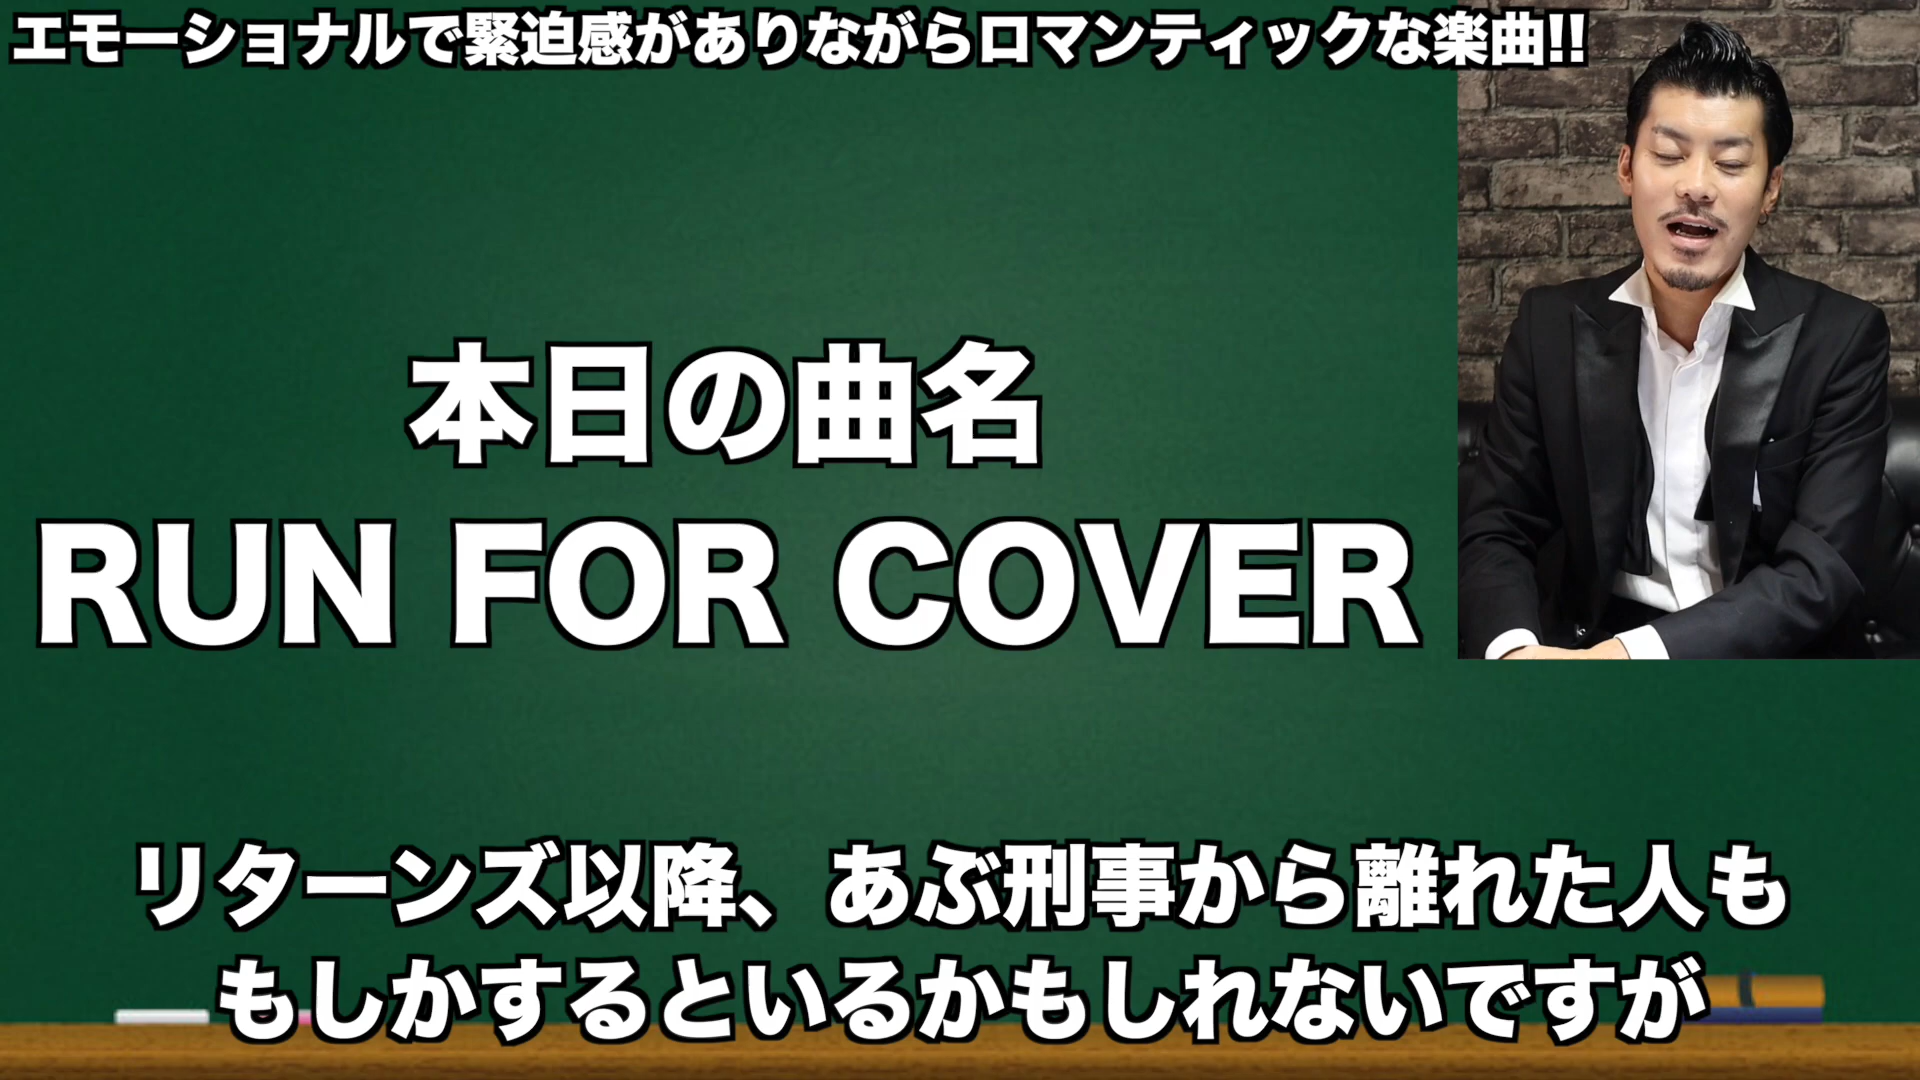 エモーショナルで緊迫感がありながらロマンティックな楽曲!!
本日の曲名
RUN FOR COVER
リターンズ以降、あぶ刑事から離れた人も
もしかするといるかもしれないですが